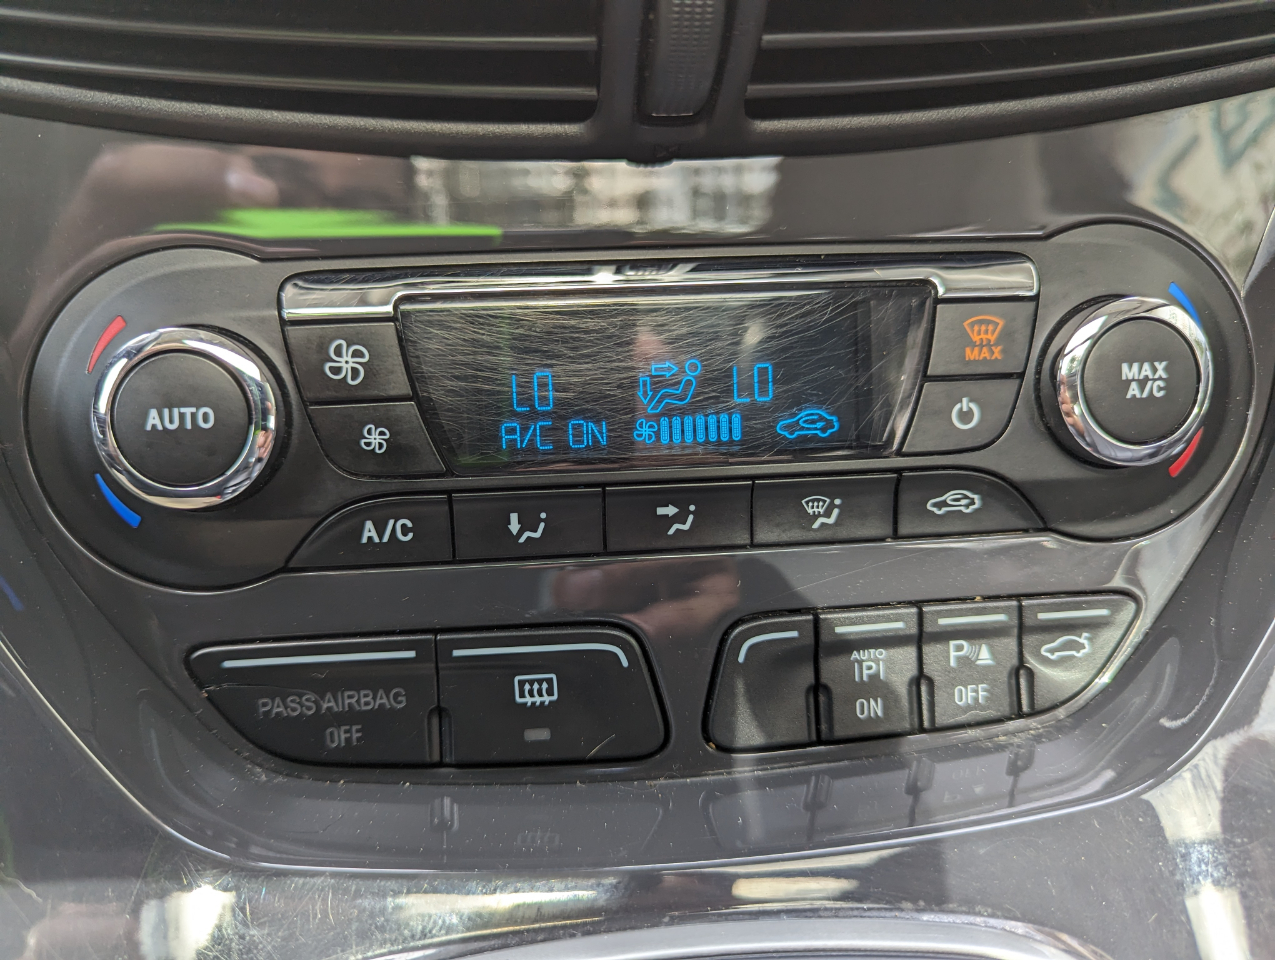 MAX
AUTO
LO
LO
A/C ON
MAX
A/C
A/C
PASS AIRBAG
OFF
AUTO
IPI
ON
P
OFF